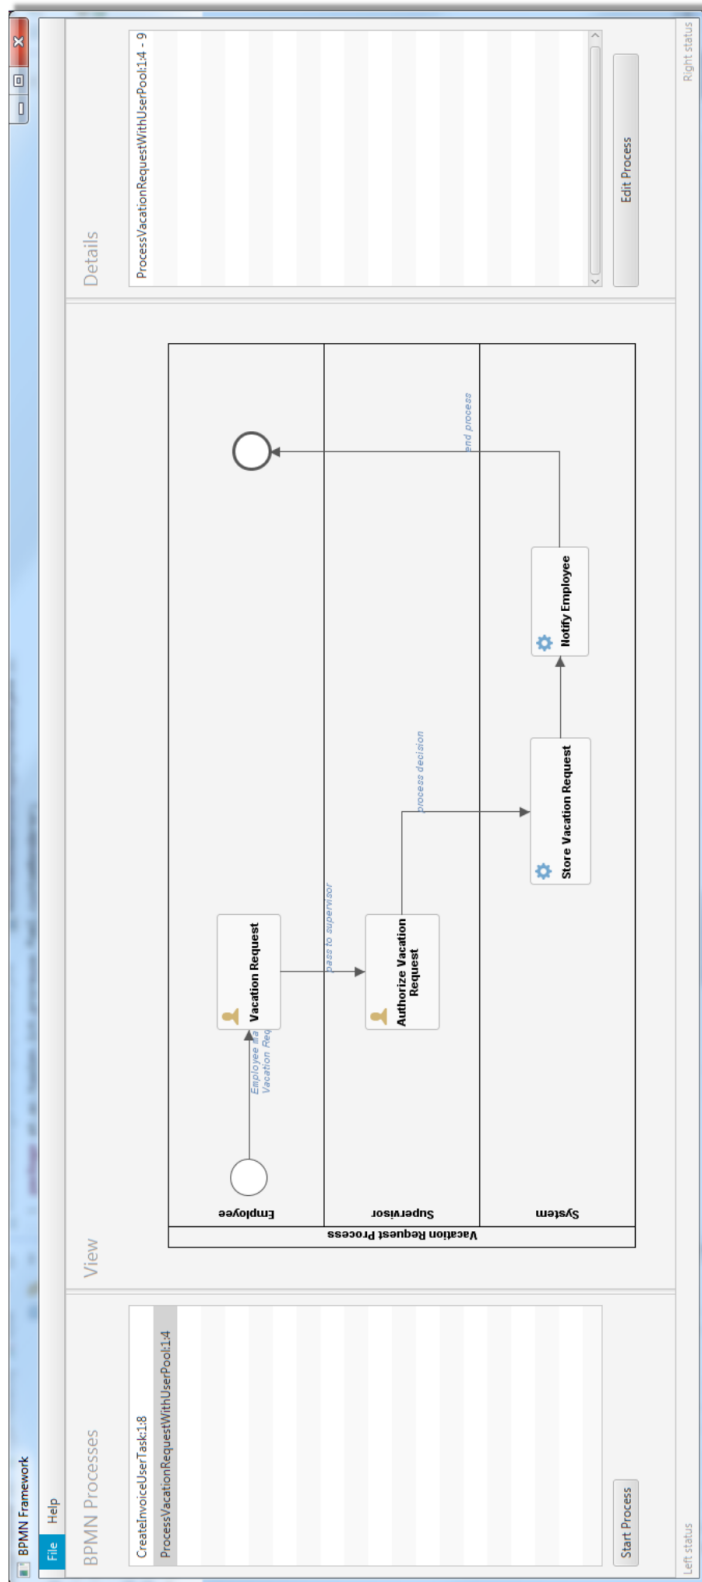 BPMN Framework
File Help
BPMN Processes
CreateInvoiceUserTask:1:8
ProcessVacationRequestWithUserPool:1:4
Start Process
Left status
View
Vacation Request Process
Employee
Supervisor
System
Employee
Vacation
Vacation Request
pass to supervisor
Authorize Vacation
Request
process decision
Store Vacation Request
Notify Employee
end process
Details
ProcessVacationRequestWithUserPool:1:4 - 9
Edit Process
Right status